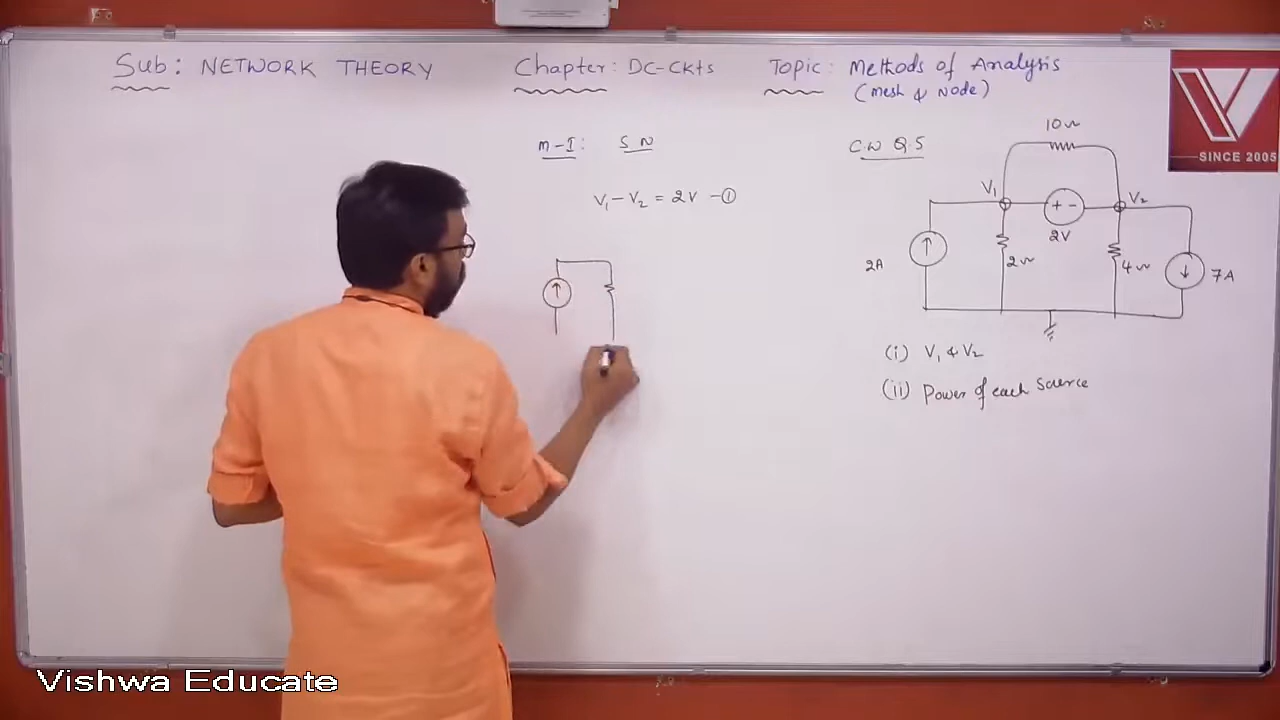 Sub: NETWORK THEORY
Chapter: DC-Ckts
Topic: Methods of Analysis
(Mesh & Node)
SINCE 2005
M-I: SN
V₁-V₂ = 2V -①
C.W Q.5
10Ω
V₁
+ -
V₂
2V
2A
2Ω
4Ω
7A
(i) V₁ & V₂
(ii) Power of each Source
Vishwa Educate